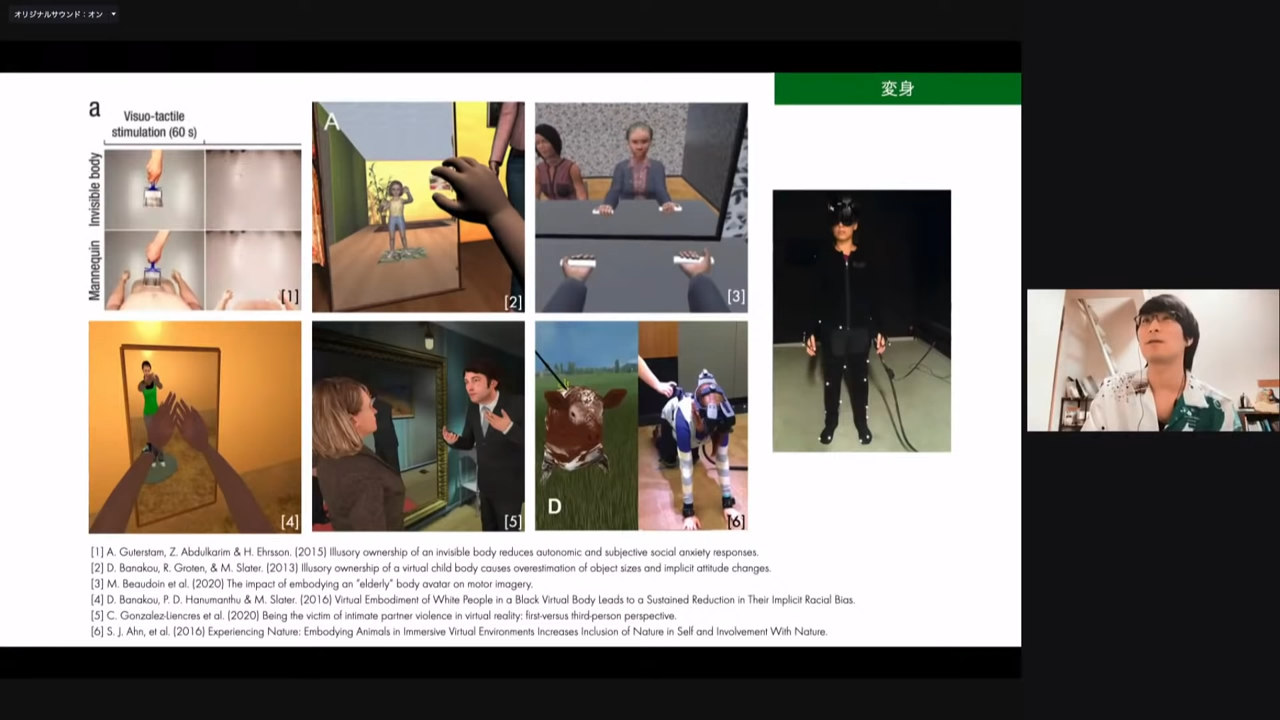 オリジナルサウンド：オン
変身
a
Visuo-tactile
stimulation (60 s)
Invisible body
Mannequin
[1]
A
[2]
[3]
[4]
[5]
D
[6]
[1] A. Guterstam, Z. Abdulkarim & H. Ehrsson. (2015) Illusory ownership of an invisible body reduces autonomic and subjective social anxiety responses.
[2] D. Banakou, R. Groten, & M. Slater. (2013) Illusory ownership of a virtual child body causes overestimation of object sizes and implicit attitude changes.
[3] M. Beaudoin et al. (2020) The impact of embodying an “elderly” body avatar on motor imagery.
[4] D. Banakou, P. D. Hanumanthu & M. Slater. (2016) Virtual Embodiment of White People in a Black Virtual Body Leads to a Sustained Reduction in Their Implicit Racial Bias.
[5] C. Gonzalez-Liencres et al. (2020) Being the victim of intimate partner violence in virtual reality: first-versus third-person perspective.
[6] S. J. Ahn, et al. (2016) Experiencing Nature: Embodying Animals in Immersive Virtual Environments Increases Inclusion of Nature in Self and Involvement With Nature.